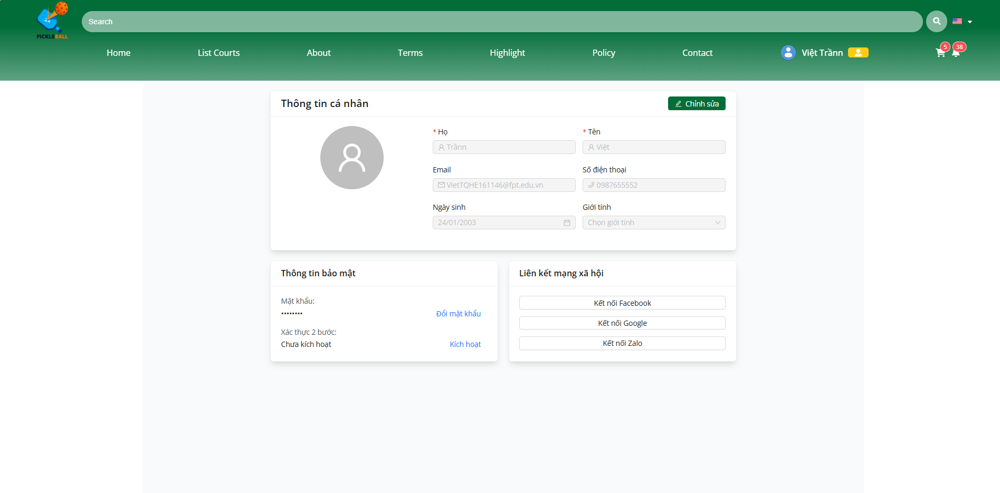 PICKLEBALL
Search
Home List Courts About Terms Highlight Policy Contact Việt Trầnn 5 38
Thông tin cá nhân Chỉnh sửa
* Họ * Tên
Trầnn Việt
Email Số điện thoại
VietTQHE161146@fpt.edu.vn 0987655552
Ngày sinh Giới tính
24/01/2003 Chọn giới tính
Thông tin bảo mật
Mật khẩu:
•••••••• Đổi mật khẩu
Xác thực 2 bước:
Chưa kích hoạt Kích hoạt
Liên kết mạng xã hội
Kết nối Facebook
Kết nối Google
Kết nối Zalo